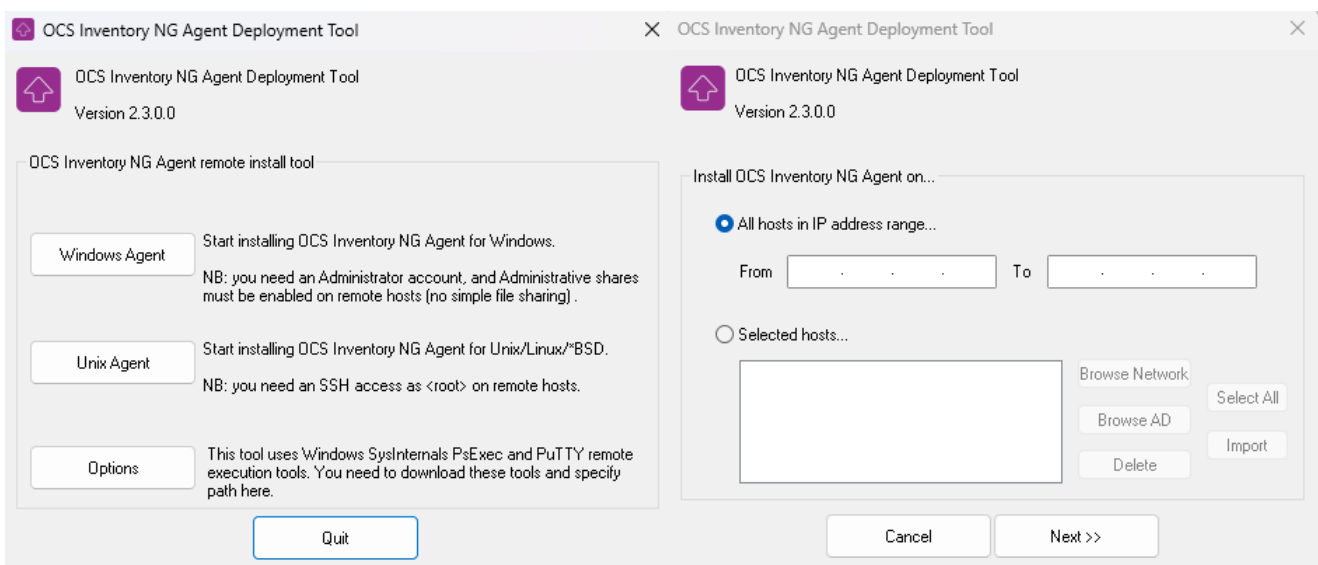 OCS Inventory NG Agent Deployment Tool
OCS Inventory NG Agent Deployment Tool
Version 2.3.0.0
OCS Inventory NG Agent remote install tool
Windows Agent
Start installing OCS Inventory NG Agent for Windows.
NB: you need an Administrator account, and Administrative shares
must be enabled on remote hosts (no simple file sharing) .
Unix Agent
Start installing OCS Inventory NG Agent for Unix/Linux/*BSD.
NB: you need an SSH access as <root> on remote hosts.
Options
This tool uses Windows SysInternals PsExec and PuTTY remote
execution tools. You need to download these tools and specify
path here.
Quit
OCS Inventory NG Agent Deployment Tool
OCS Inventory NG Agent Deployment Tool
Version 2.3.0.0
Install OCS Inventory NG Agent on...
All hosts in IP address range...
From . . . To . . .
Selected hosts...
Browse Network
Select All
Browse AD
Import
Delete
Cancel
Next >>